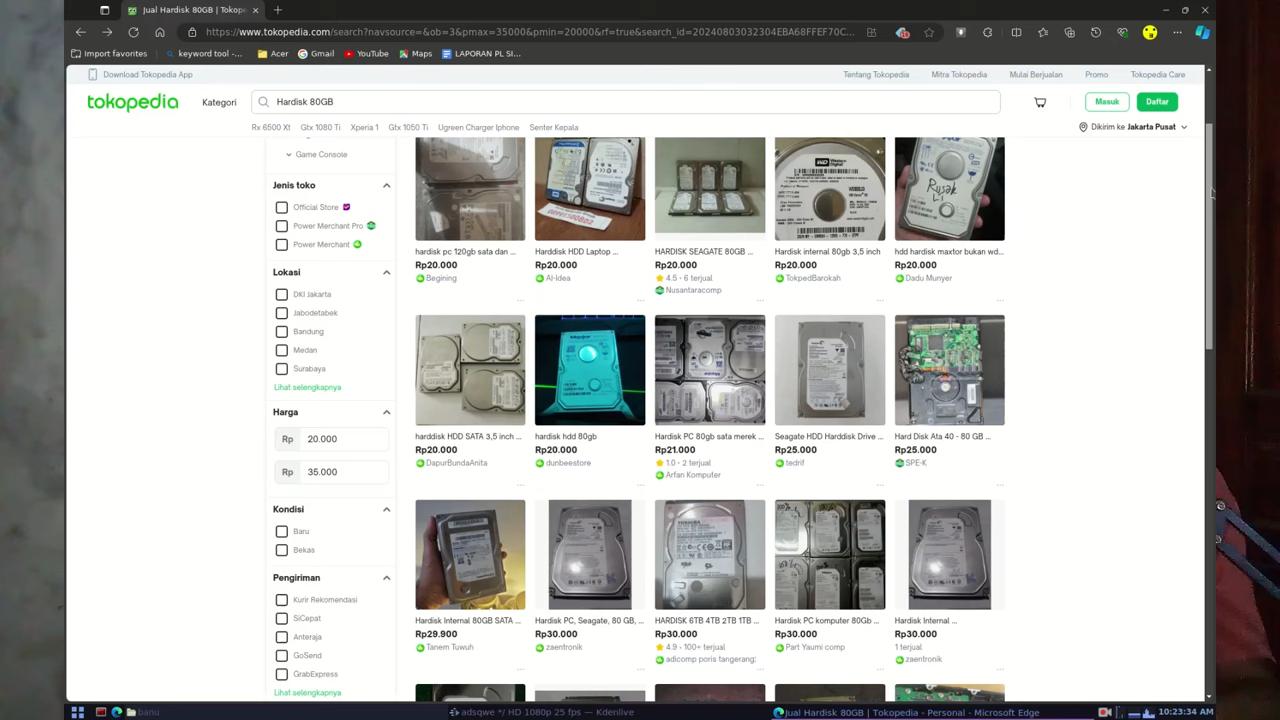 Jual Hardisk 80GB | Tokope
https://www.tokopedia.com/search?navsource=&ob=3&pmax=35000&pmin=20000&rf=true&search_id=20240803032304EBA68FFEF70C...
Import favorites
keyword tool -...
Acer
Gmail
YouTube
Maps
LAPORAN PL SI...
Download Tokopedia App
Tentang Tokopedia
Mitra Tokopedia
Mulai Berjualan
Promo
Tokopedia Care
tokopedia
Kategori
Hardisk 80GB
Masuk
Daftar
Rx 6500 Xt
Gtx 1080 Ti
Xperia 1
Gtx 1050 Ti
Ugreen Charger Iphone
Senter Kepala
Dikirim ke Jakarta Pusat
Game Console
Jenis toko
Official Store
Power Merchant Pro
Power Merchant
Lokasi
DKI Jakarta
Jabodetabek
Bandung
Medan
Surabaya
Lihat selengkapnya
Harga
Rp 20.000
Rp 35.000
Kondisi
Baru
Bekas
Pengiriman
Kurir Rekomendasi
SiCepat
Anteraja
GoSend
GrabExpress
Lihat selengkapnya
WD
Rusak
hardisk pc 120gb sata dan ...
Rp20.000
Begining
Harddisk HDD Laptop ...
Rp20.000
AI-Idea
HARDISK SEAGATE 80GB ...
Rp20.000
4.5 · 6 terjual
Nusantaracomp
Hardisk internal 80gb 3,5 inch
Rp20.000
TokpedBarokah
hdd hardisk maxtor bukan wd...
Rp20.000
Dadu Munyer
harddisk HDD SATA 3,5 inch ...
Rp20.000
DapurBundaAnita
hardisk hdd 80gb
Rp20.000
dunbeestore
Hardisk PC 80gb sata merek ...
Rp21.000
1.0 · 2 terjual
Arfan Komputer
Seagate HDD Harddisk Drive ...
Rp25.000
tedrif
Hard Disk Ata 40 - 80 GB ...
Rp25.000
SPE-K
Hardisk Internal 80GB SATA ...
Rp29.900
Tanem Tuwuh
Hardisk PC, Seagate, 80 GB, ...
Rp30.000
zaentronik
HARDISK 6TB 4TB 2TB 1TB ...
Rp30.000
4.9 · 100+ terjual
adicomp poris tangerang;
Hardisk PC komputer 80Gb ...
Rp30.000
Part Yaumi comp
Hardisk Internal ...
Rp30.000
1 terjual
zaentronik
banu
adsqwe */ HD 1080p 25 fps — Kdenlive
Jual Hardisk 80GB | Tokopedia - Personal - Microsoft Edge
10:23:34 AM